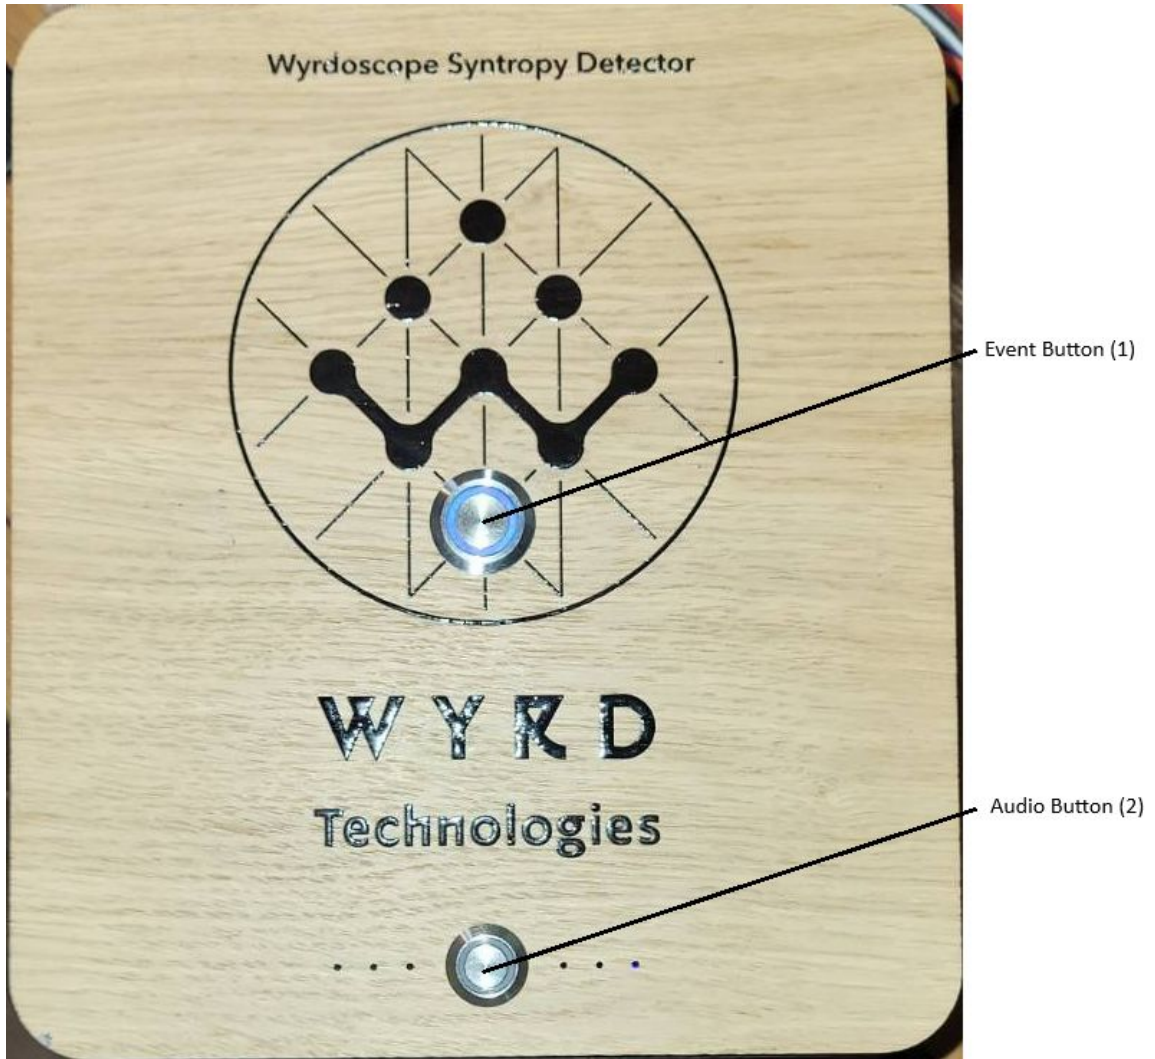 Wyrdoscope Syntropy Detector
Event Button (1)
WYRD
Technologies
Audio Button (2)